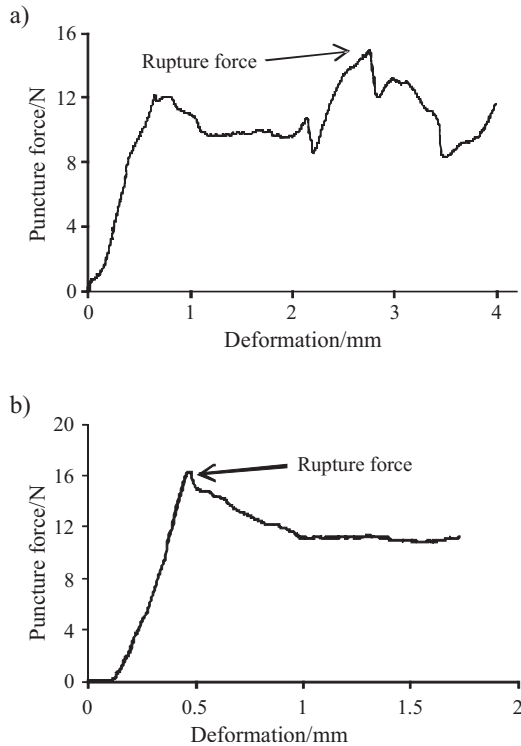 a)
16
Rupture force
12
Puncture force/N
8
4
0
0 1 2 3 4
Deformation/mm
b)
20
Rupture force
16
12
Puncture force/N
8
4
0
0 0.5 1 1.5 2
Deformation/mm